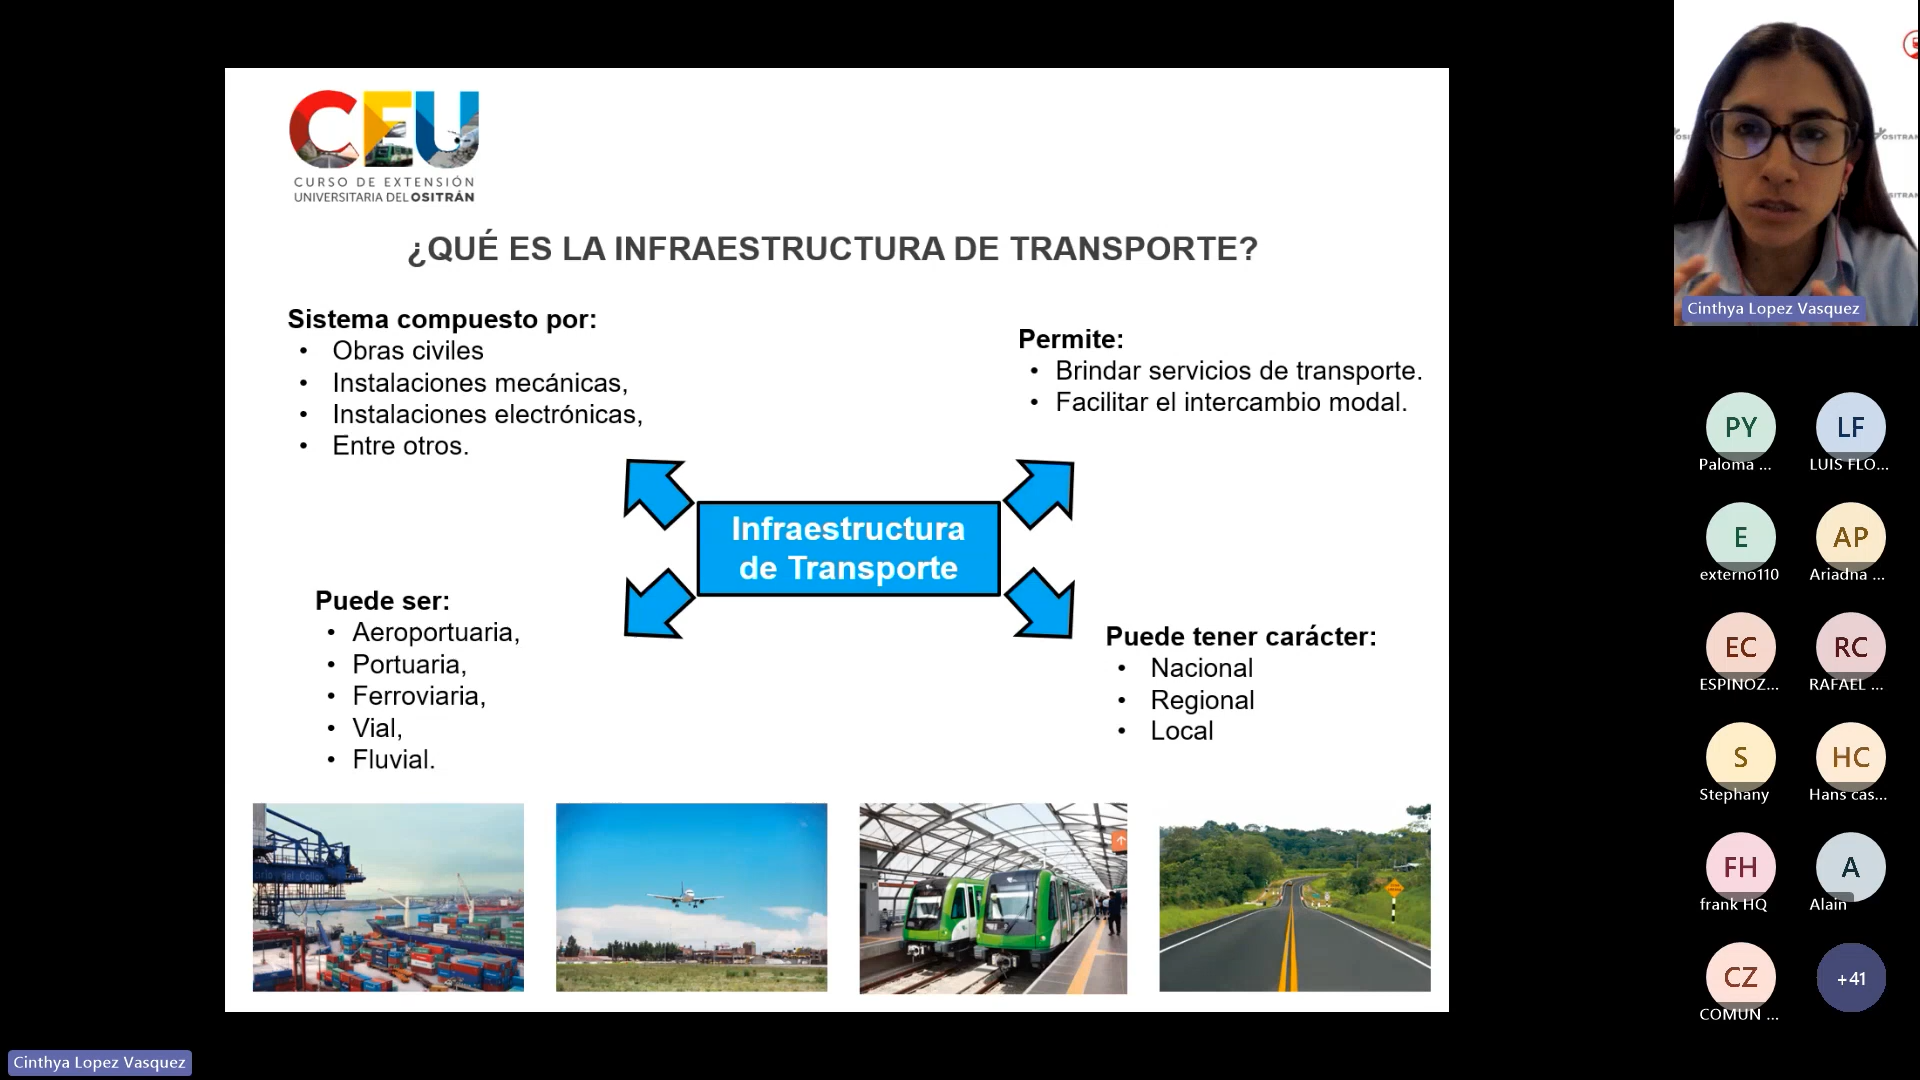 CEU
CURSO DE EXTENSIÓN
UNIVERSITARIA DEL OSITRÁN
¿QUÉ ES LA INFRAESTRUCTURA DE TRANSPORTE?
Sistema compuesto por:
• Obras civiles
• Instalaciones mecánicas,
• Instalaciones electrónicas,
• Entre otros.
Permite:
• Brindar servicios de transporte.
• Facilitar el intercambio modal.
Infraestructura
de Transporte
Puede ser:
• Aeroportuaria,
• Portuaria,
• Ferroviaria,
• Vial,
• Fluvial.
Puede tener carácter:
• Nacional
• Regional
• Local
Cinthya Lopez Vasquez
PY
Paloma ...
LF
LUIS FLO...
E
externo110
AP
Ariadna ...
EC
ESPINOZ...
RC
RAFAEL ...
S
Stephany
HC
Hans cas...
FH
frank HQ
A
Alain
CZ
COMUN ...
+41
Cinthya Lopez Vasquez